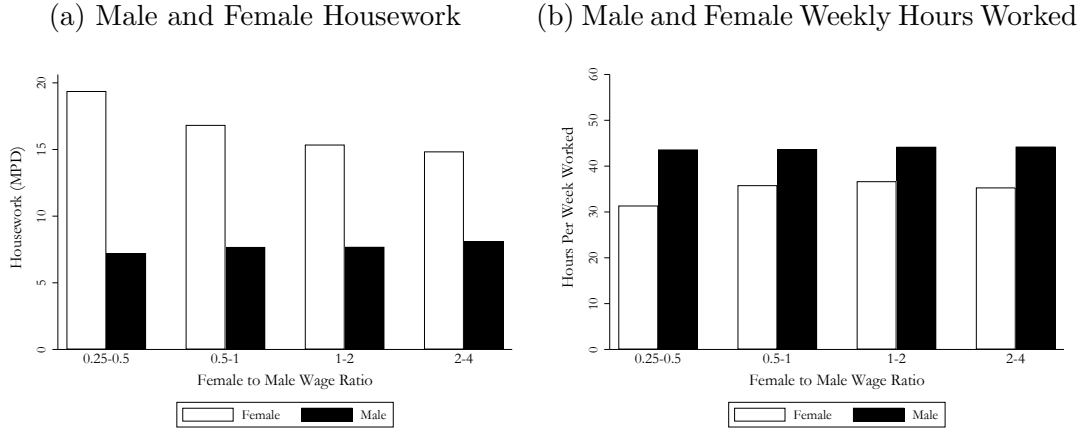 (a) Male and Female Housework
Housework (MPD)
20
15
10
5
0
0.25-0.5 0.5-1 1-2 2-4
Female to Male Wage Ratio
Female Male
(b) Male and Female Weekly Hours Worked
Hours Per Week Worked
60
50
40
30
20
10
0
0.25-0.5 0.5-1 1-2 2-4
Female to Male Wage Ratio
Female Male